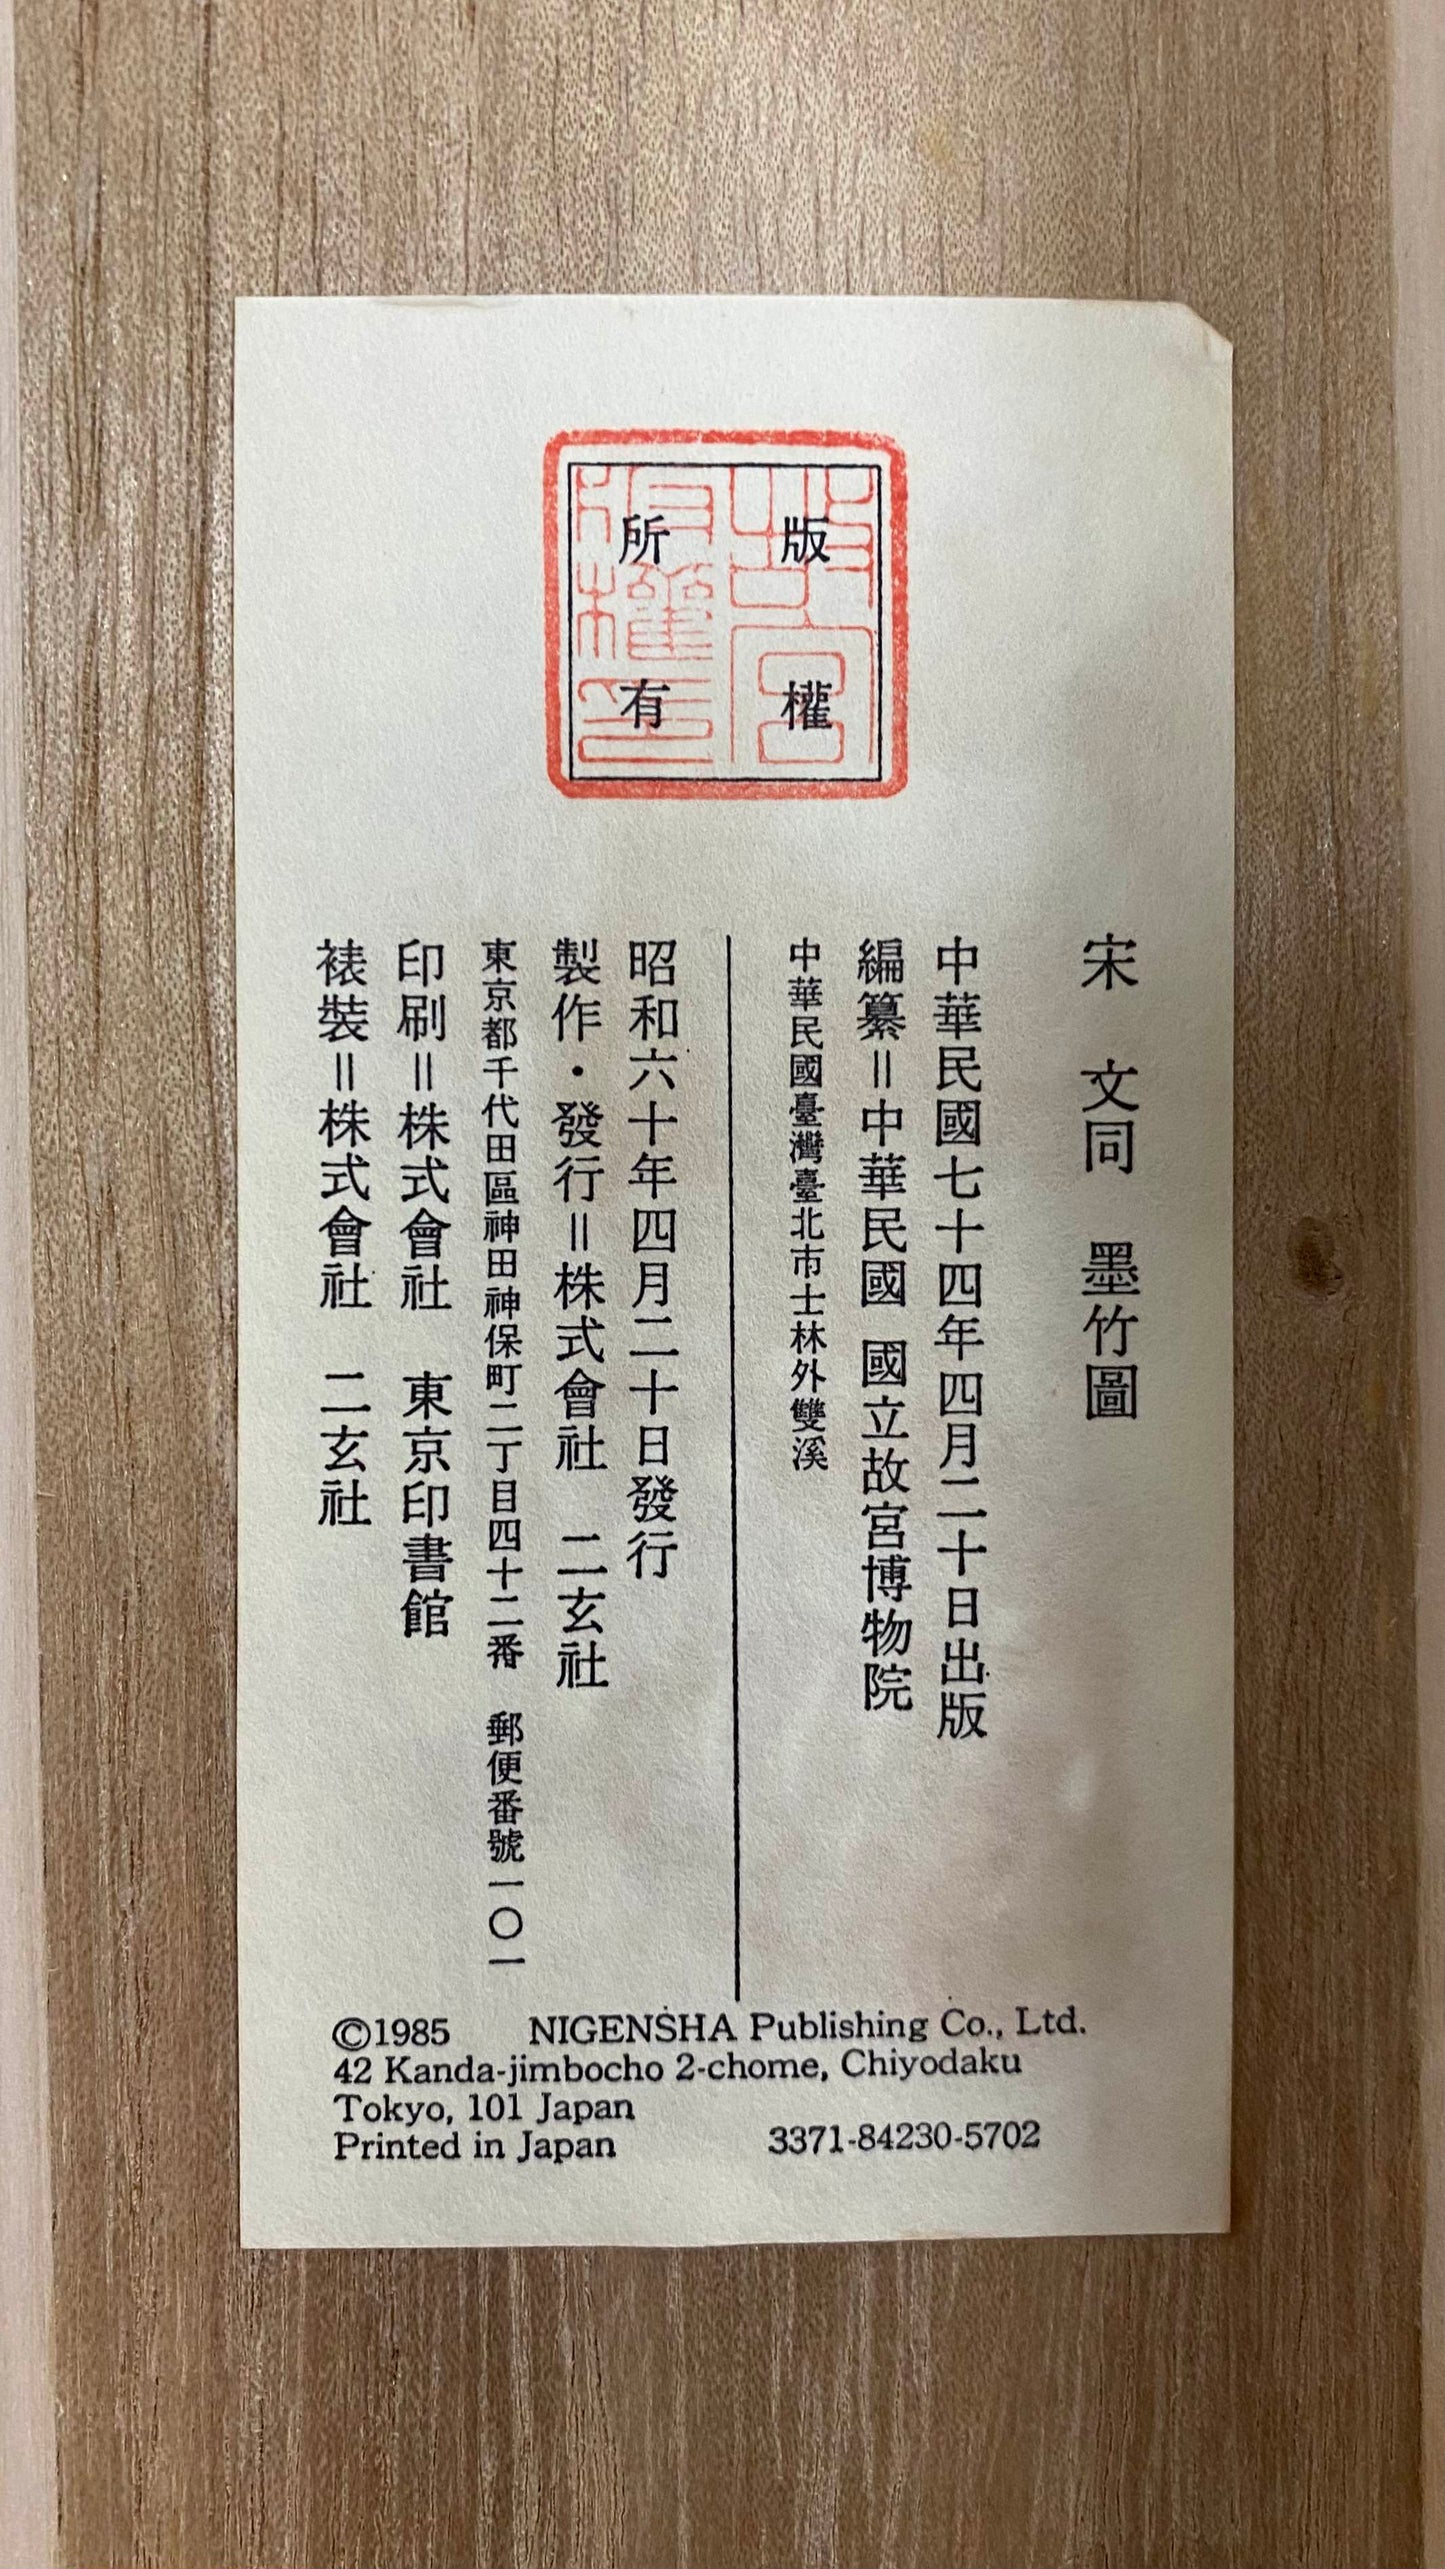 版權
所有
故宮
版權印
宋 文同 墨竹圖
中華民國七十四年四月二十日出版
編纂=中華民國 國立故宮博物院
中華民國臺灣臺北市士林外雙溪
昭和六十年四月二十日發行
製作・發行=株式會社 二玄社
東京都千代田區神田神保町二丁目四十二番 郵便番號一〇一
印刷=株式會社 東京印書館
裱裝=株式會社 二玄社
©1985 NIGENSHA Publishing Co., Ltd.
42 Kanda-jimbocho 2-chome, Chiyodaku
Tokyo, 101 Japan
Printed in Japan 3371-84230-5702